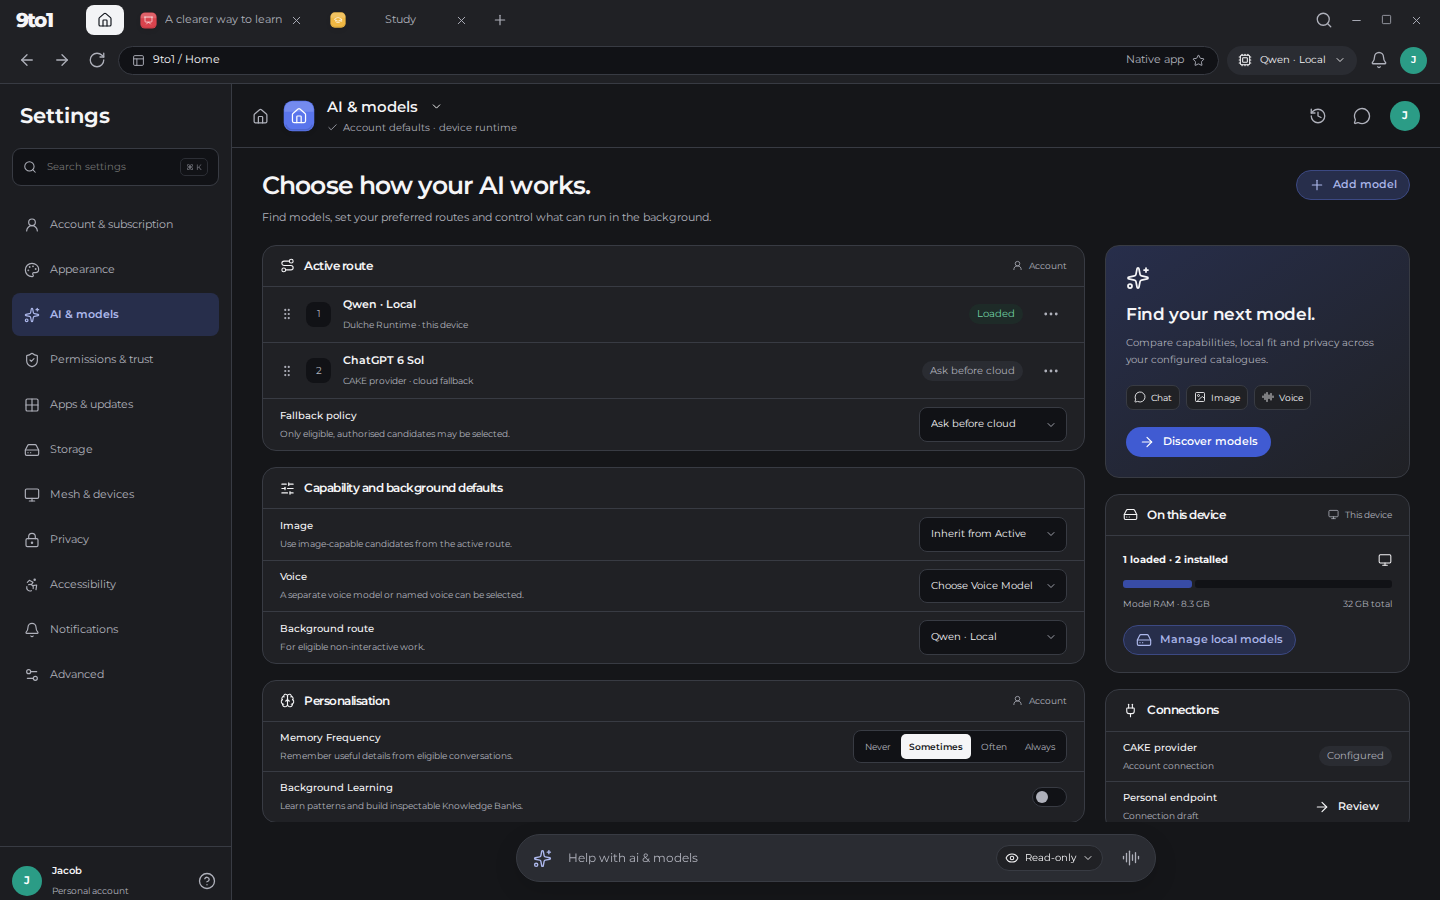 9to1
A clearer way to learn
Study
9to1 / Home
Native app
Qwen · Local
J
Settings
Search settings
⌘ K
Account & subscription
Appearance
AI & models
Permissions & trust
Apps & updates
Storage
Mesh & devices
Privacy
Accessibility
Notifications
Advanced
J
Jacob
Personal account
AI & models
Account defaults · device runtime
J
Choose how your AI works.
Find models, set your preferred routes and control what can run in the background.
Add model
Active route
Account
1
Qwen · Local
Dulche Runtime · this device
Loaded
2
ChatGPT 6 Sol
CAKE provider · cloud fallback
Ask before cloud
Fallback policy
Only eligible, authorised candidates may be selected.
Ask before cloud
Capability and background defaults
Image
Use image-capable candidates from the active route.
Inherit from Active
Voice
A separate voice model or named voice can be selected.
Choose Voice Model
Background route
For eligible non-interactive work.
Qwen · Local
Personalisation
Account
Memory Frequency
Remember useful details from eligible conversations.
Never
Sometimes
Often
Always
Background Learning
Learn patterns and build inspectable Knowledge Banks.
Find your next model.
Compare capabilities, local fit and privacy across
your configured catalogues.
Chat
Image
Voice
Discover models
On this device
This device
1 loaded · 2 installed
Model RAM · 8.3 GB
32 GB total
Manage local models
Connections
CAKE provider
Account connection
Configured
Personal endpoint
Connection draft
Review
Help with ai & models
Read-only